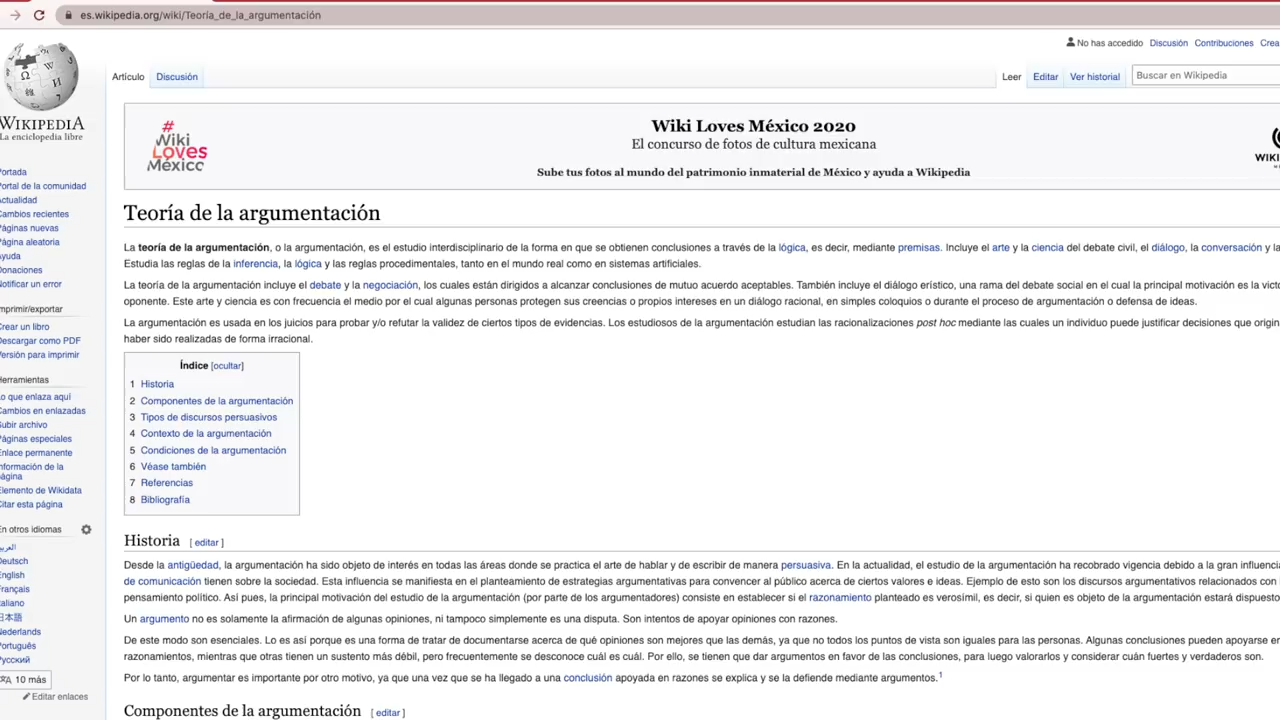 es.wikipedia.org/wiki/Teoría_de_la_argumentación
No has accedido Discusión Contribuciones
Artículo Discusión Leer Editar Ver historial Buscar en Wikipedia
WIKIPEDIA
La enciclopedia libre
# Wiki Loves México
Wiki Loves México 2020
El concurso de fotos de cultura mexicana
Sube tus fotos al mundo del patrimonio inmaterial de México y ayuda a Wikipedia
Portada
Portal de la comunidad
Actualidad
Cambios recientes
Páginas nuevas
Página aleatoria
Ayuda
Donaciones
Notificar un error
Imprimir/exportar
Crear un libro
Descargar como PDF
Versión para imprimir
Herramientas
Lo que enlaza aquí
Cambios en enlazadas
Subir archivo
Páginas especiales
Enlace permanente
Información de la
página
Elemento de Wikidata
Citar esta página
En otros idiomas
العربية
Deutsch
English
Français
Italiano
日本語
Nederlands
Português
Русский
10 más
Editar enlaces
Teoría de la argumentación
La teoría de la argumentación, o la argumentación, es el estudio interdisciplinario de la forma en que se obtienen conclusiones a través de la lógica, es decir, mediante premisas. Incluye el arte y la ciencia del debate civil, el diálogo, la conversación y la
Estudia las reglas de la inferencia, la lógica y las reglas procedimentales, tanto en el mundo real como en sistemas artificiales.
La teoría de la argumentación incluye el debate y la negociación, los cuales están dirigidos a alcanzar conclusiones de mutuo acuerdo aceptables. También incluye el diálogo erístico, una rama del debate social en el cual la principal motivación es la
oponente. Este arte y ciencia es con frecuencia el medio por el cual algunas personas protegen sus creencias o propios intereses en un diálogo racional, en simples coloquios o durante el proceso de argumentación o defensa de ideas.
La argumentación es usada en los juicios para probar y/o refutar la validez de ciertos tipos de evidencias. Los estudiosos de la argumentación estudian las racionalizaciones post hoc mediante las cuales un individuo puede justificar decisiones que
haber sido realizadas de forma irracional.
Índice [ocultar]
1 Historia
2 Componentes de la argumentación
3 Tipos de discursos persuasivos
4 Contexto de la argumentación
5 Condiciones de la argumentación
6 Véase también
7 Referencias
8 Bibliografía
Historia [ editar ]
Desde la antigüedad, la argumentación ha sido objeto de interés en todas las áreas donde se practica el arte de hablar y de escribir de manera persuasiva. En la actualidad, el estudio de la argumentación ha recobrado vigencia debido a la gran
de comunicación tienen sobre la sociedad. Esta influencia se manifiesta en el planteamiento de estrategias argumentativas para convencer al público acerca de ciertos valores e ideas. Ejemplo de esto son los discursos argumentativos relacionados con
pensamiento político. Así pues, la principal motivación del estudio de la argumentación (por parte de los argumentadores) consiste en establecer si el razonamiento planteado es verosímil, es decir, si quien es objeto de la argumentación estará dispuesto
Un argumento no es solamente la afirmación de algunas opiniones, ni tampoco simplemente es una disputa. Son intentos de apoyar opiniones con razones.
De este modo son esenciales. Lo es así porque es una forma de tratar de documentarse acerca de qué opiniones son mejores que las demás, ya que no todos los puntos de vista son iguales para las personas. Algunas conclusiones pueden apoyarse en
razonamientos, mientras que otras tienen un sustento más débil, pero frecuentemente se desconoce cuál es cuál. Por ello, se tienen que dar argumentos en favor de las conclusiones, para luego valorarlos y considerar cuán fuertes y verdaderos son.
Por lo tanto, argumentar es importante por otro motivo, ya que una vez que se ha llegado a una conclusión apoyada en razones se explica y se la defiende mediante argumentos.1
Componentes de la argumentación [ editar ]